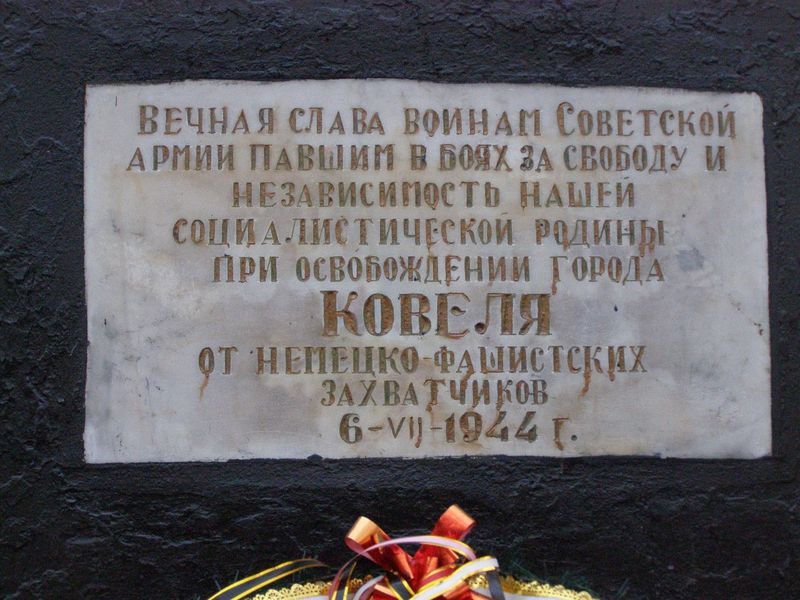 Вечная слава воинам Советской
армии павшим в боях за свободу и
независимость нашей
социалистической родины
при освобождении города
Ковеля
от немецко-фашистских
захватчиков
6-VII-1944 г.